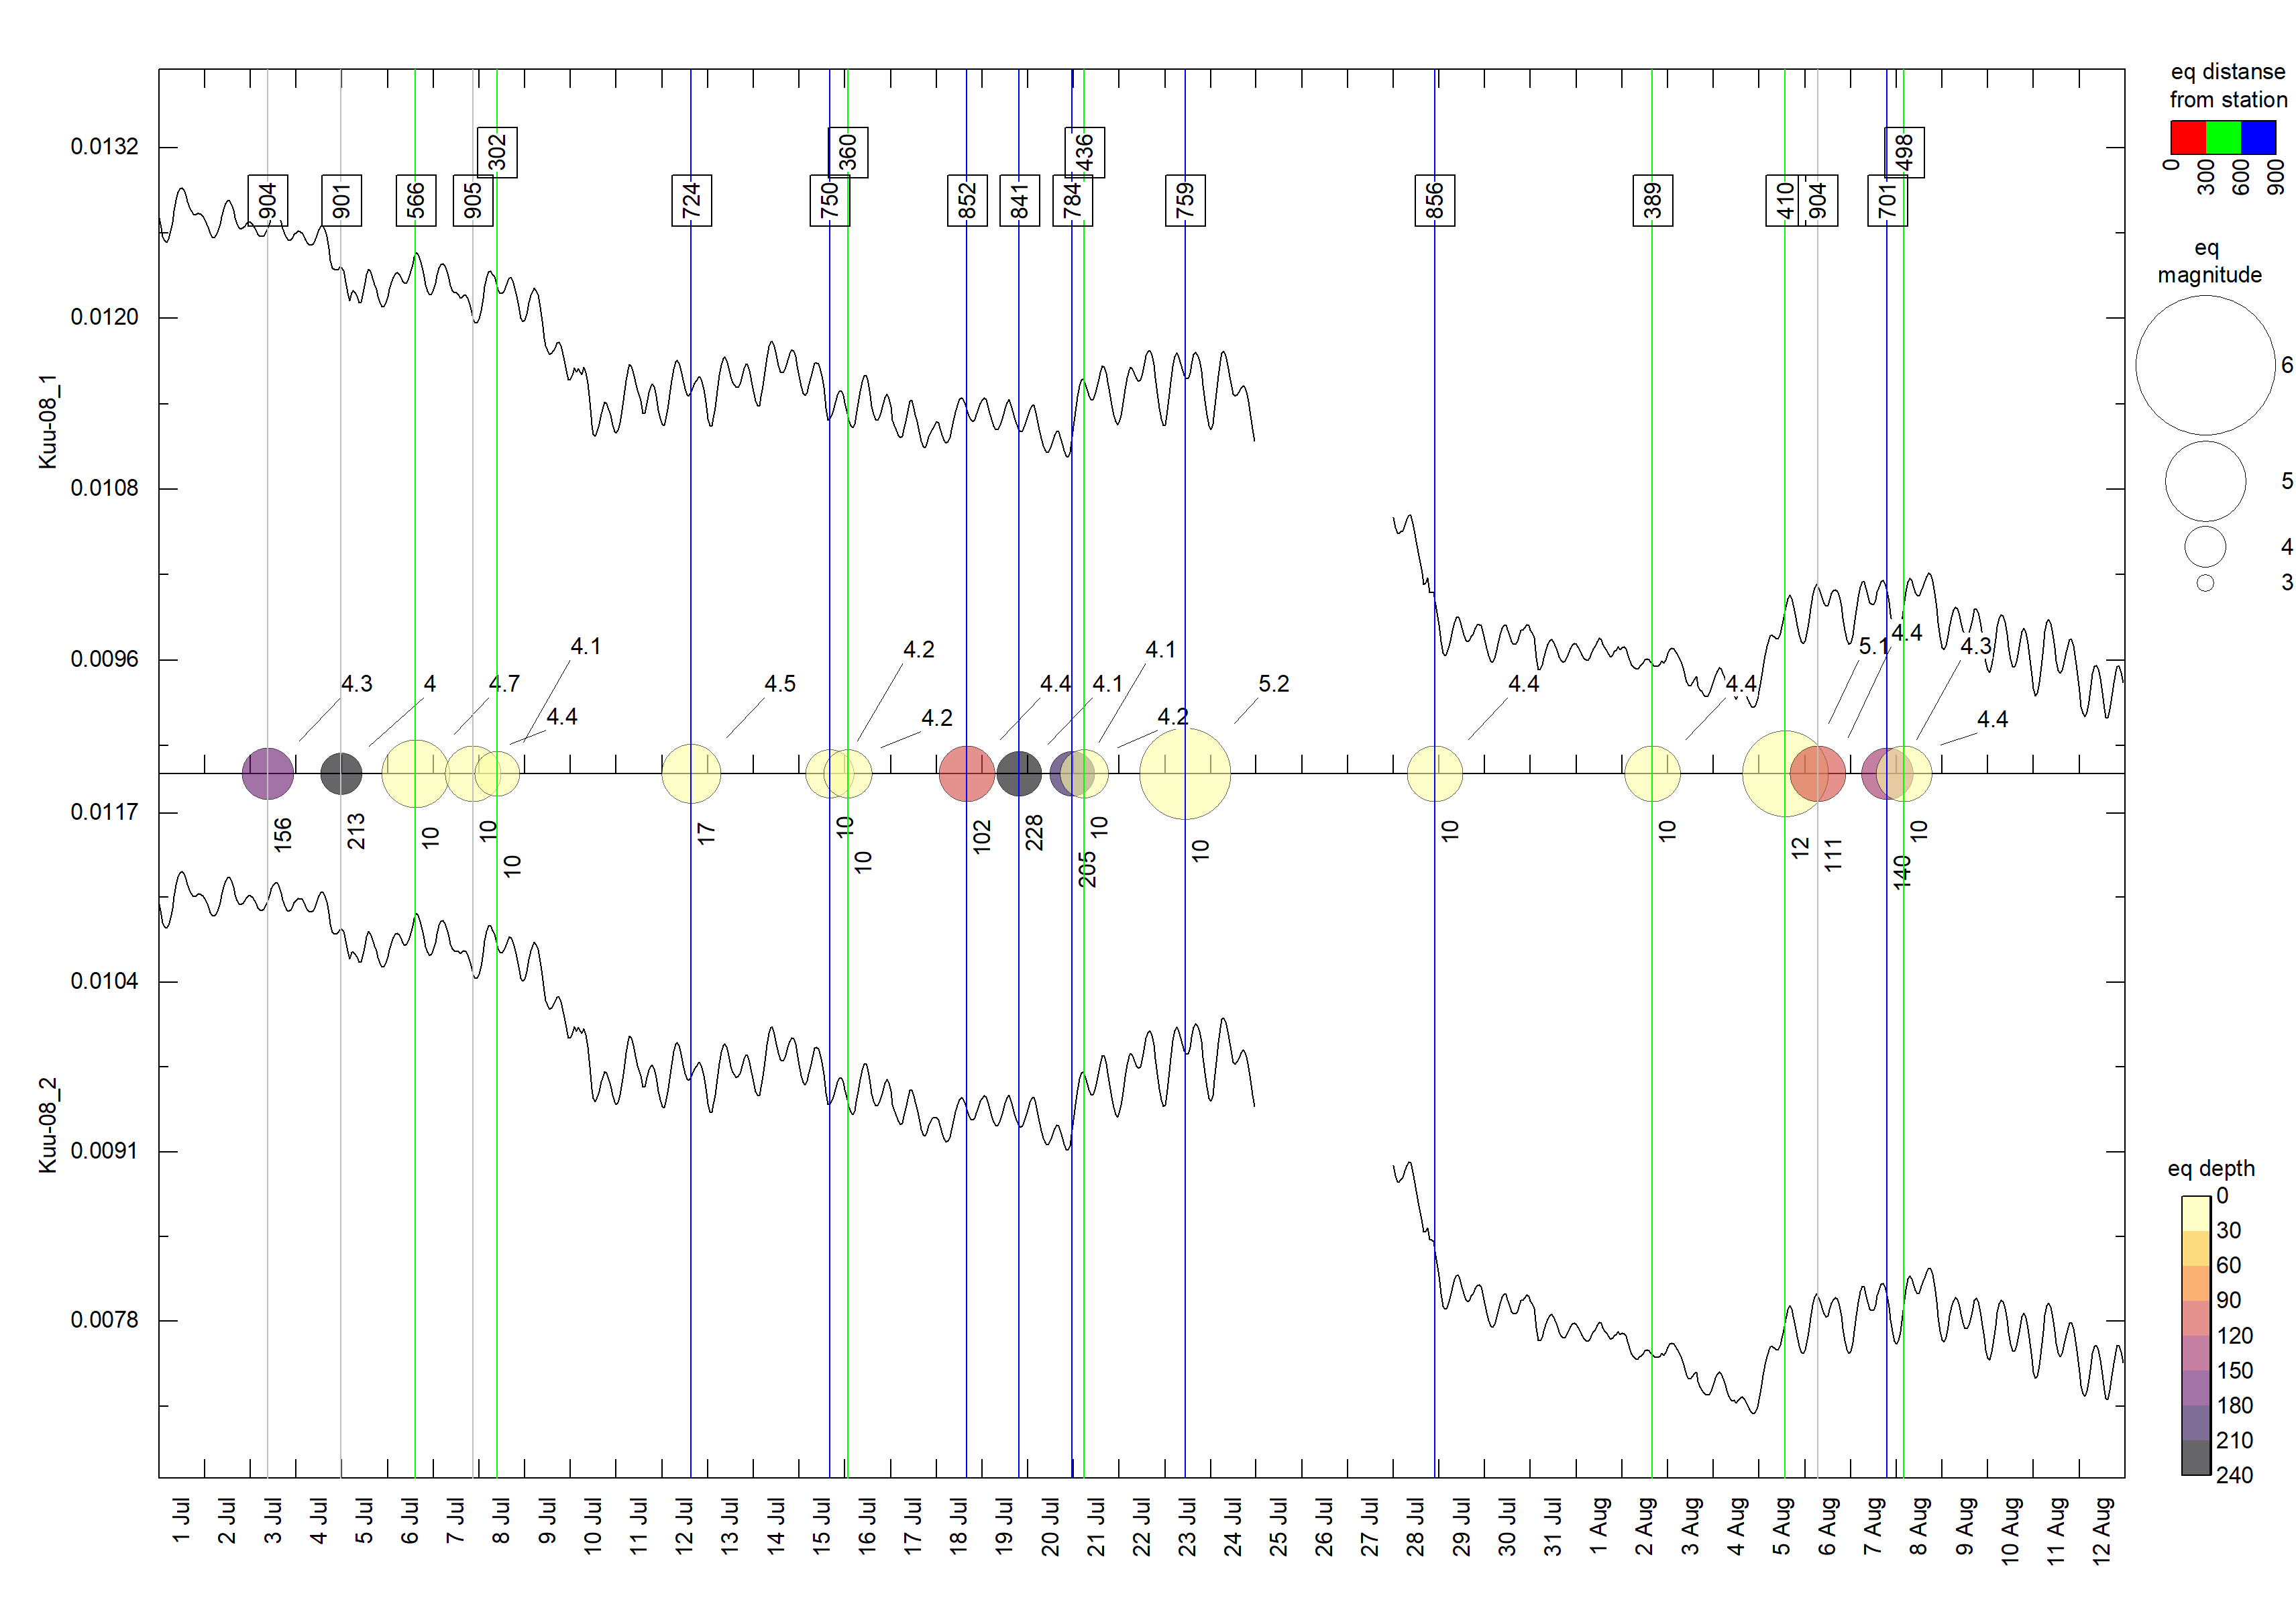 eq distanse
from station
0
300
600
900
eq
magnitude
6
5
4
3
0.0132
0.0120
0.0108
0.0096
Kuu-08_1
302
360
436
498
904
901
566
905
724
750
852
841
784
759
856
389
410
904
701
4.1
4.2
4.1
5.1
4.4
4.3
4.3
4
4.7
4.4
4.5
4.2
4.4
4.1
4.2
5.2
4.4
4.4
4.4
156
213
10
10
10
17
10
10
102
228
205
10
10
10
10
12
111
140
10
0.0117
0.0104
0.0091
0.0078
Kuu-08_2
eq depth
0
30
60
90
120
150
180
210
240
1 Jul
2 Jul
3 Jul
4 Jul
5 Jul
6 Jul
7 Jul
8 Jul
9 Jul
10 Jul
11 Jul
12 Jul
13 Jul
14 Jul
15 Jul
16 Jul
17 Jul
18 Jul
19 Jul
20 Jul
21 Jul
22 Jul
23 Jul
24 Jul
25 Jul
26 Jul
27 Jul
28 Jul
29 Jul
30 Jul
31 Jul
1 Aug
2 Aug
3 Aug
4 Aug
5 Aug
6 Aug
7 Aug
8 Aug
9 Aug
10 Aug
11 Aug
12 Aug